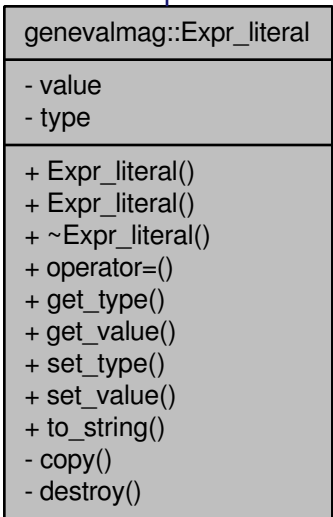 genevalmag::Expr_literal
- value
- type
+ Expr_literal()
+ Expr_literal()
+ ~Expr_literal()
+ operator=()
+ get_type()
+ get_value()
+ set_type()
+ set_value()
+ to_string()
- copy()
- destroy()